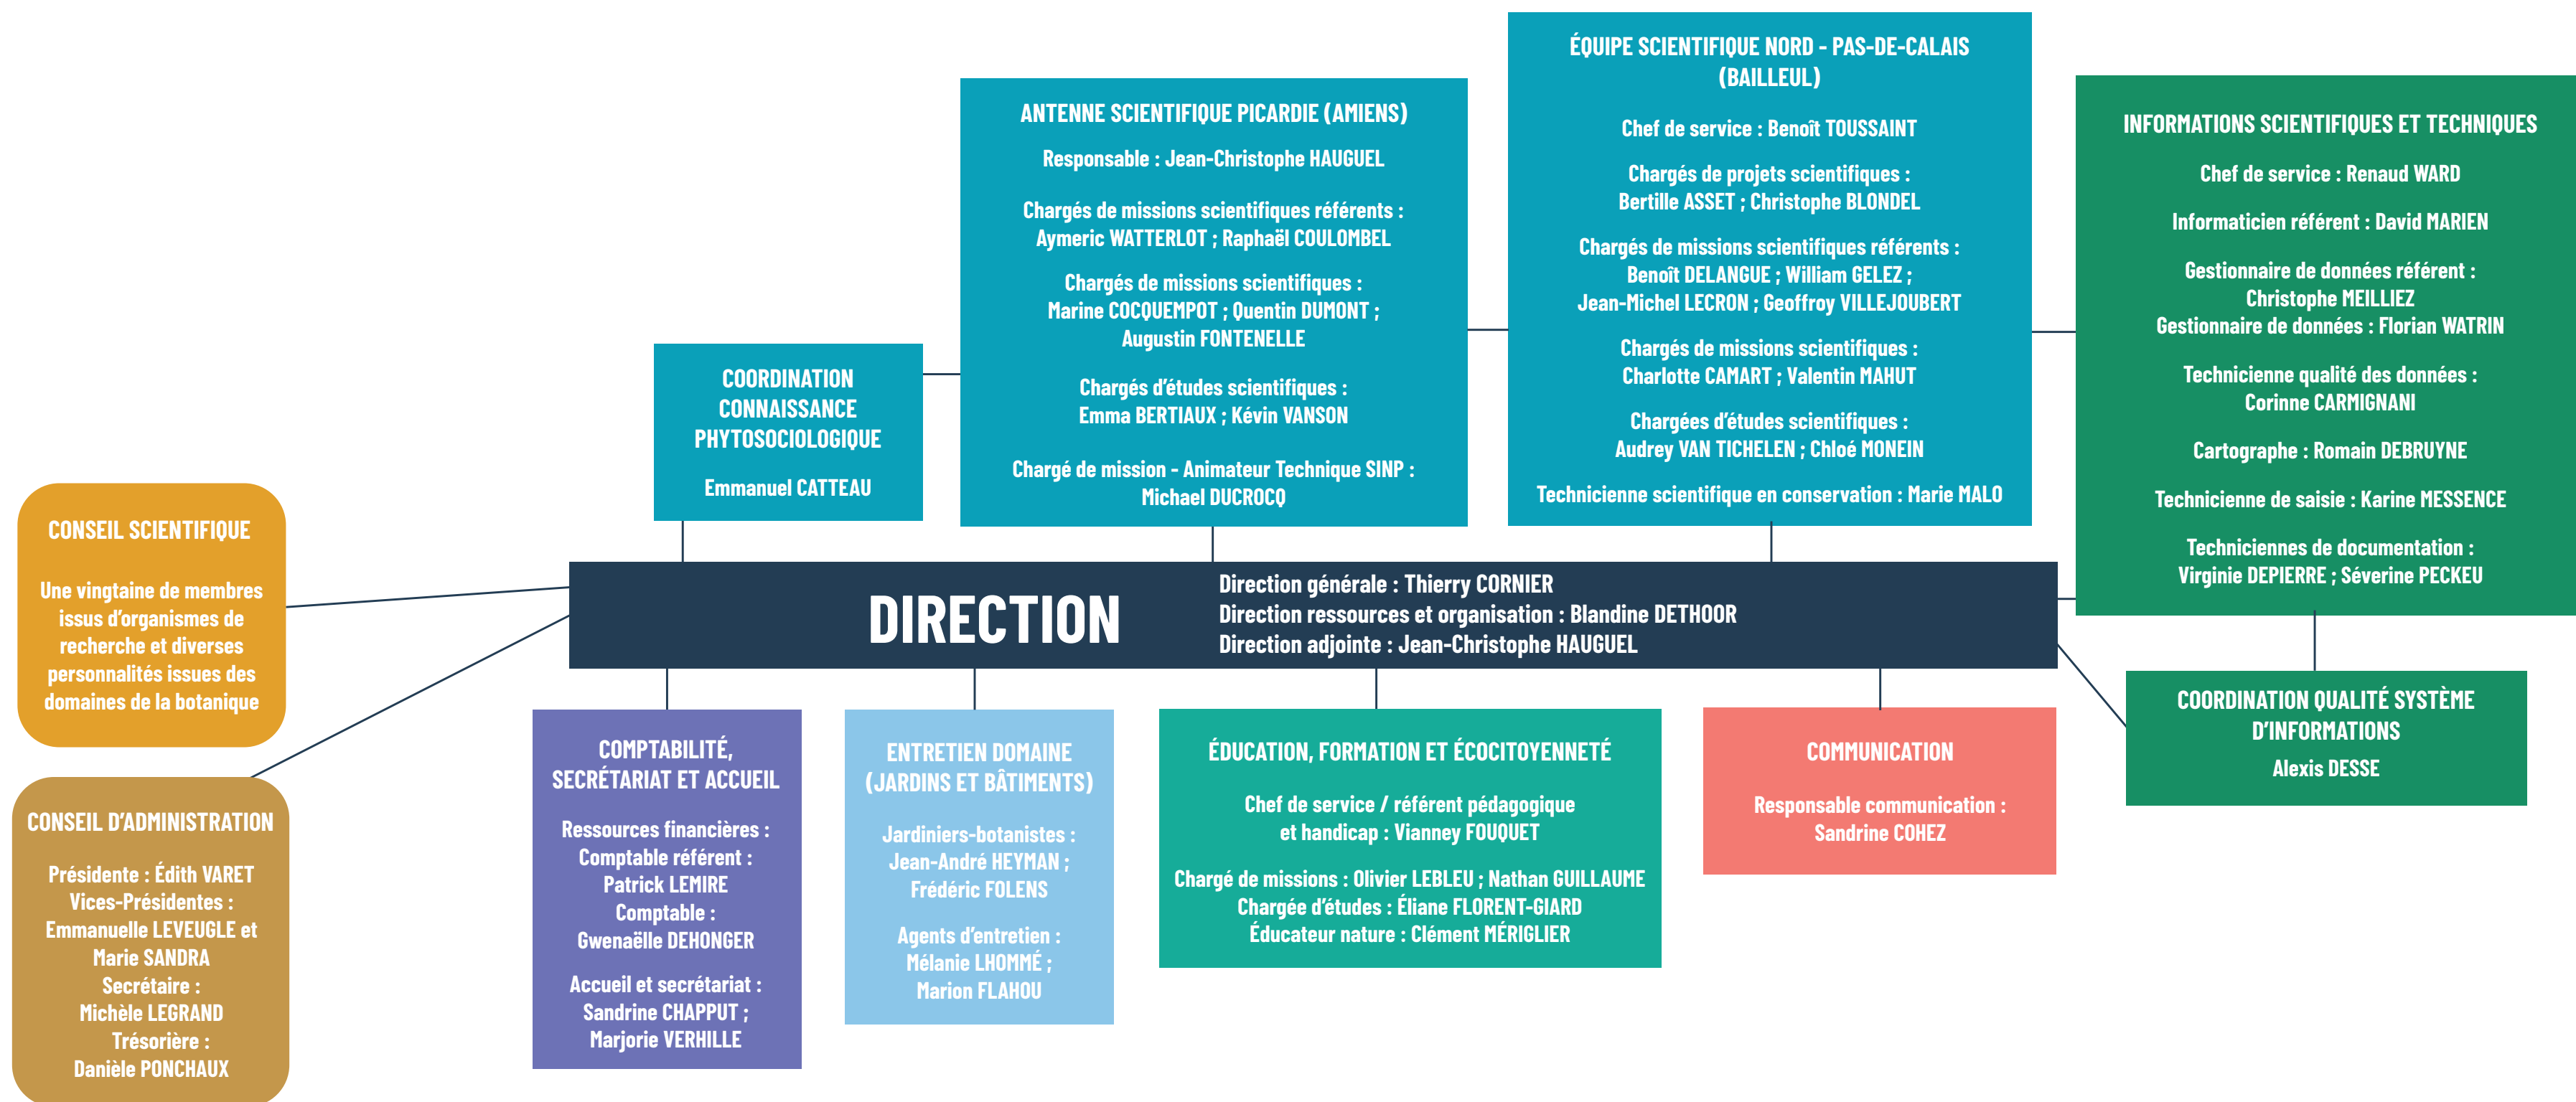 ÉQUIPE SCIENTIFIQUE NORD - PAS-DE-CALAIS
(BAILLEUL)
Chef de service : Benoît TOUSSAINT
Chargés de projets scientifiques :
Bertille ASSET ; Christophe BLONDEL
Chargés de missions scientifiques référents :
Benoît DELANGUE ; William GELEZ ;
Jean-Michel LECRON ; Geoffroy VILLEJOUBERT
Chargés de missions scientifiques :
Charlotte CAMART ; Valentin MAHUT
Chargées d'études scientifiques :
Audrey VAN TICHELEN ; Chloé MONEIN
Technicienne scientifique en conservation : Marie MALO
ANTENNE SCIENTIFIQUE PICARDIE (AMIENS)
Responsable : Jean-Christophe HAUGUEL
Chargés de missions scientifiques référents :
Aymeric WATTERLOT ; Raphaël COULOMBEL
Chargés de missions scientifiques :
Marine COCQUEMPOT ; Quentin DUMONT ;
Augustin FONTENELLE
Chargés d'études scientifiques :
Emma BERTIAUX ; Kévin VANSON
Chargé de mission - Animateur Technique SINP :
Michael DUCROCQ
INFORMATIONS SCIENTIFIQUES ET TECHNIQUES
Chef de service : Renaud WARD
Informaticien référent : David MARIEN
Gestionnaire de données référent :
Christophe MEILLIEZ
Gestionnaire de données : Florian WATRIN
Technicienne qualité des données :
Corinne CARMIGNANI
Cartographe : Romain DEBRUYNE
Technicienne de saisie : Karine MESSENCE
Techniciennes de documentation :
Virginie DEPIERRE ; Séverine PECKEU
COORDINATION
CONNAISSANCE
PHYTOSOCIOLOGIQUE
Emmanuel CATTEAU
CONSEIL SCIENTIFIQUE
Une vingtaine de membres
issus d'organismes de
recherche et diverses
personnalités issues des
domaines de la botanique
DIRECTION
Direction générale : Thierry CORNIER
Direction ressources et organisation : Blandine DETHOOR
Direction adjointe : Jean-Christophe HAUGUEL
COORDINATION QUALITÉ SYSTÈME
D'INFORMATIONS
Alexis DESSE
CONSEIL D'ADMINISTRATION
Présidente : Édith VARET
Vices-Présidentes :
Emmanuelle LEVEUGLE et
Marie SANDRA
Secrétaire :
Michèle LEGRAND
Trésorière :
Danièle PONCHAUX
COMPTABILITÉ,
SECRÉTARIAT ET ACCUEIL
Ressources financières :
Comptable référent :
Patrick LEMIRE
Comptable :
Gwenaëlle DEHONGER
Accueil et secrétariat :
Sandrine CHAPPUT ;
Marjorie VERHILLE
ENTRETIEN DOMAINE
(JARDINS ET BÂTIMENTS)
Jardiniers-botanistes :
Jean-André HEYMAN ;
Frédéric FOLENS
Agents d'entretien :
Mélanie LHOMMÉ ;
Marion FLAHOU
ÉDUCATION, FORMATION ET ÉCOCITOYENNETÉ
Chef de service / référent pédagogique
et handicap : Vianney FOUQUET
Chargé de missions : Olivier LEBLEU ; Nathan GUILLAUME
Chargée d'études : Éliane FLORENT-GIARD
Éducateur nature : Clément MÉRIGLIER
COMMUNICATION
Responsable communication :
Sandrine COHEZ